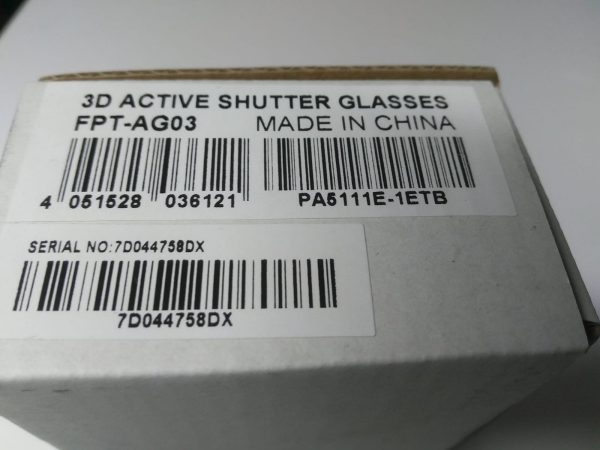 3D ACTIVE SHUTTER GLASSES
FPT-AG03 MADE IN CHINA
4 051528 036121 PA5111E-1ETB
SERIAL NO:7D044758DX
7D044758DX